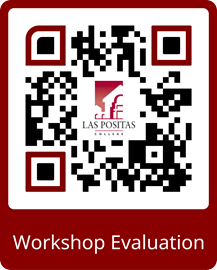 LAS POSITAS
COLLEGE
Workshop Evaluation